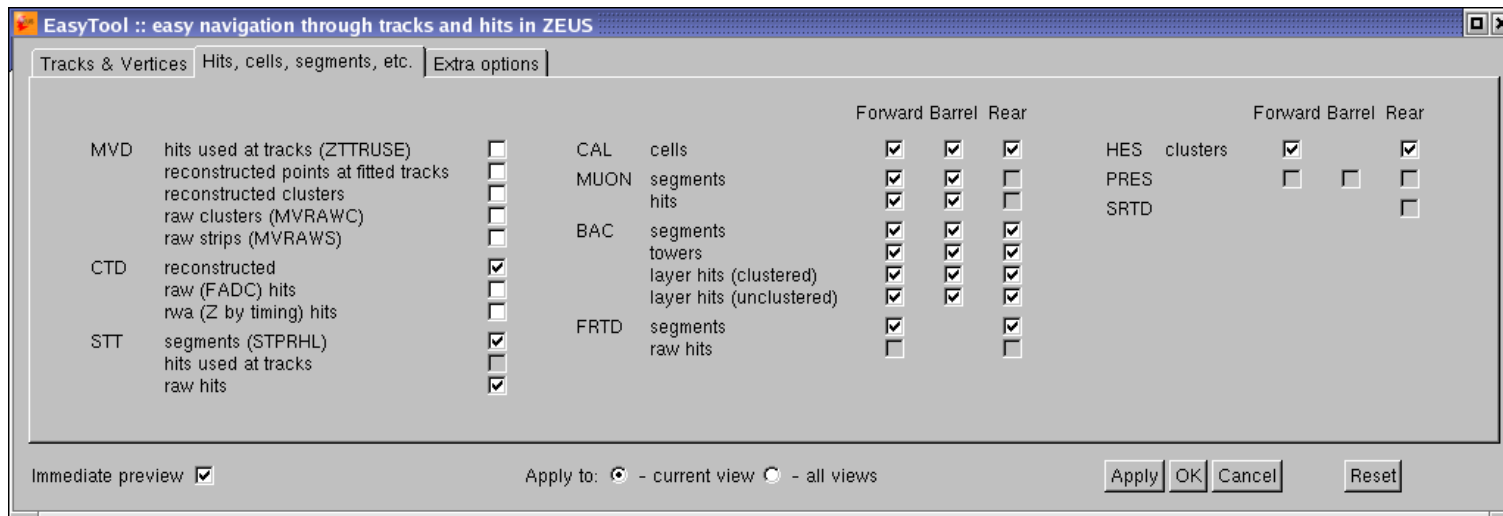 EasyTool :: easy navigation through tracks and hits in ZEUS
Tracks & Vertices Hits, cells, segments, etc. Extra options
Forward Barrel Rear
MVD hits used at tracks (ZTTRUSE)
reconstructed points at fitted tracks
reconstructed clusters
raw clusters (MVRAWC)
raw strips (MVRAWS)
CTD reconstructed
raw (FADC) hits
rwa (Z by timing) hits
STT segments (STPRHL)
hits used at tracks
raw hits
CAL cells
MUON segments
hits
BAC segments
towers
layer hits (clustered)
layer hits (unclustered)
FRTD segments
raw hits
Forward Barrel Rear
HES clusters
PRES
SRTD
Immediate preview Apply to: - current view - all views Apply OK Cancel Reset